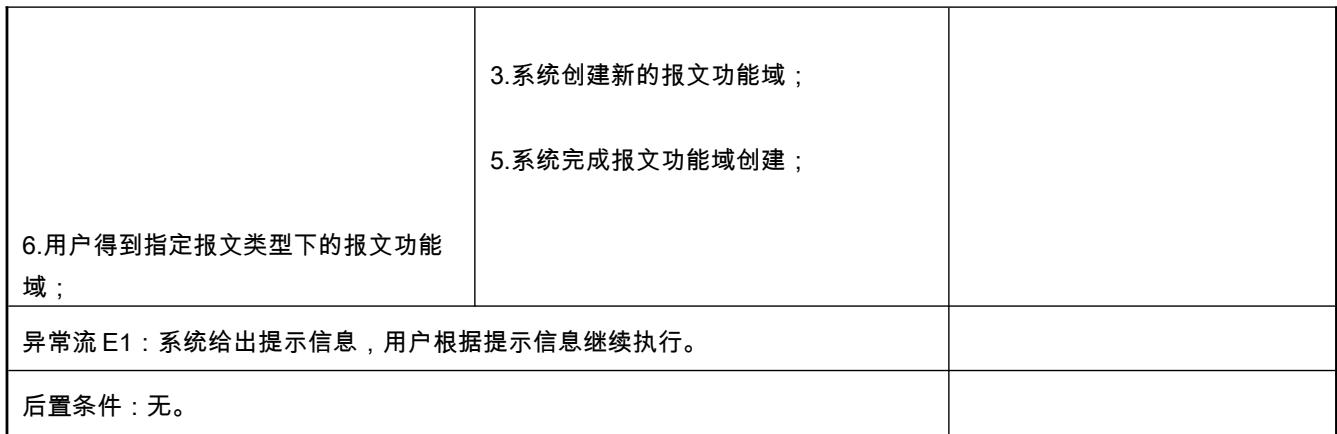 3.系统创建新的报文功能域；
5.系统完成报文功能域创建；
6.用户得到指定报文类型下的报文功能
域；
异常流 E1：系统给出提示信息，用户根据提示信息继续执行。
后置条件：无。